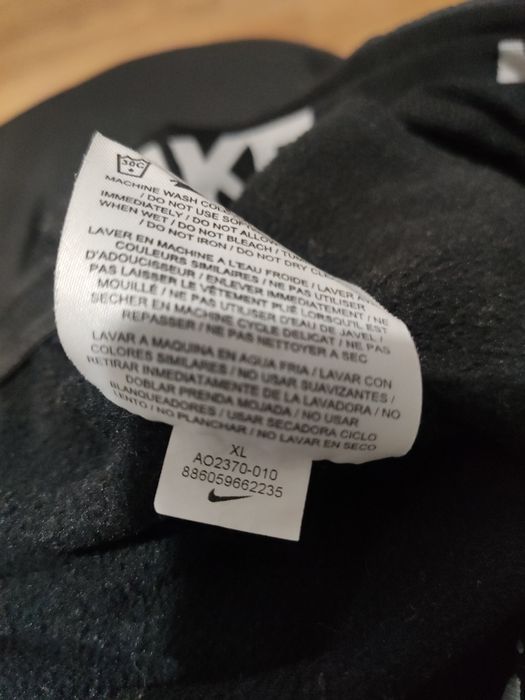 30C
MACHINE WASH COLD
/ DO NOT USE
IMMEDIATELY / DO NOT ALLOW
WHEN WET / DO NOT BLEACH /
/ DO NOT IRON / DO NOT DRY
LAVER EN MACHINE A L'EAU FROIDE / LAVER
COULEURS SIMILAIRES / NE PAS UTILISER
D'ADOUCISSEUR / ENLEVER IMMEDIATEMENT / NE
PAS LAISSER LE VÊTEMENT PLIÉ LORSQU'IL EST
MOUILLÉ / NE PAS UTILISER D'EAU DE JAVEL /
SECHER EN MACHINE CYCLE DELICAT / NE PAS
REPASSER / NE PAS NETTOYER A SEC
LAVAR A MAQUINA EN AGUA FRIA / LAVAR CON
COLORES SIMILARES / NO USAR SUAVIZANTES /
RETIRAR IMMEDIATAMENTE DE LA LAVADORA / NO
DOBLAR PRENDA MOJADA / NO USAR
BLANQUEADORES / USAR SECADORA CICLO
LENTO / NO PLANCHAR / NO LAVAR EN SECO
XL
AO2370-010
886059662235